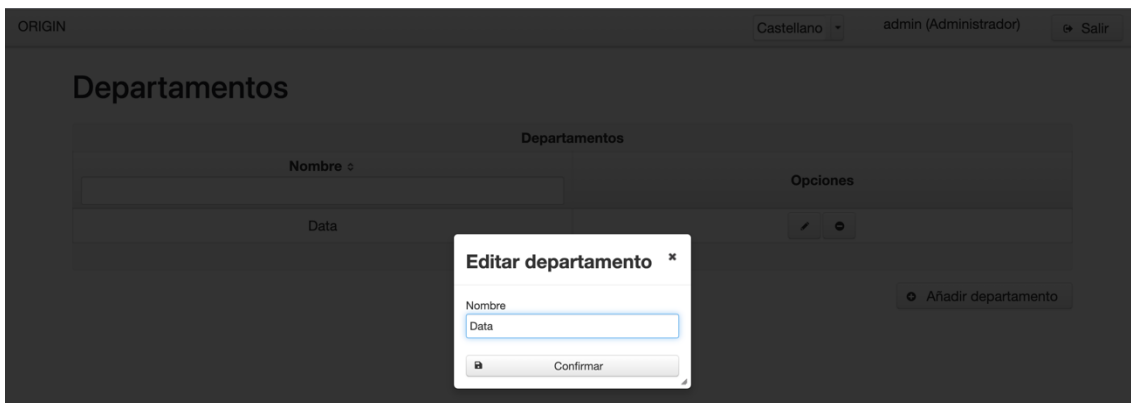 ORIGIN Castellano admin (Administrador) Salir
Departamentos
Departamentos
Nombre
Opciones
Data
Editar departamento
Nombre
Data
Confirmar
Añadir departamento